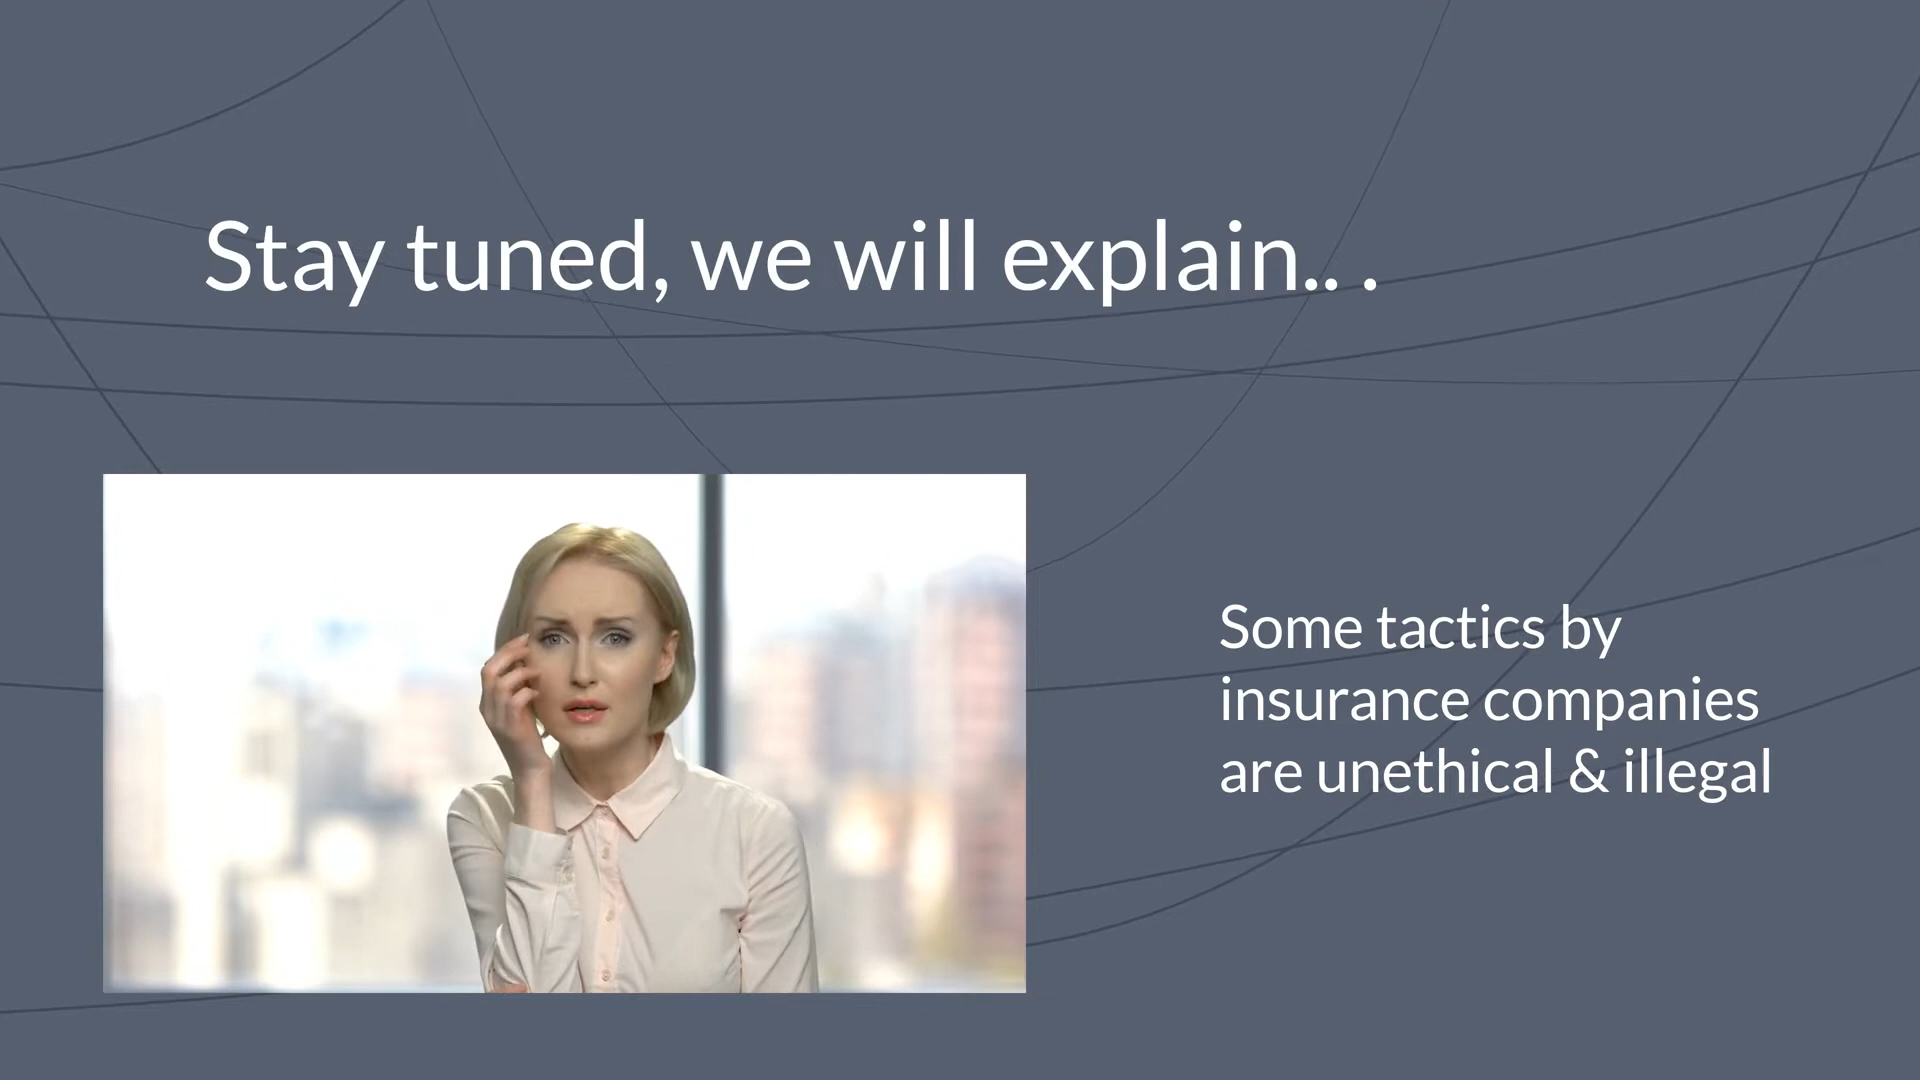 Stay tuned, we will explain.. .
Some tactics by
insurance companies
are unethical & illegal